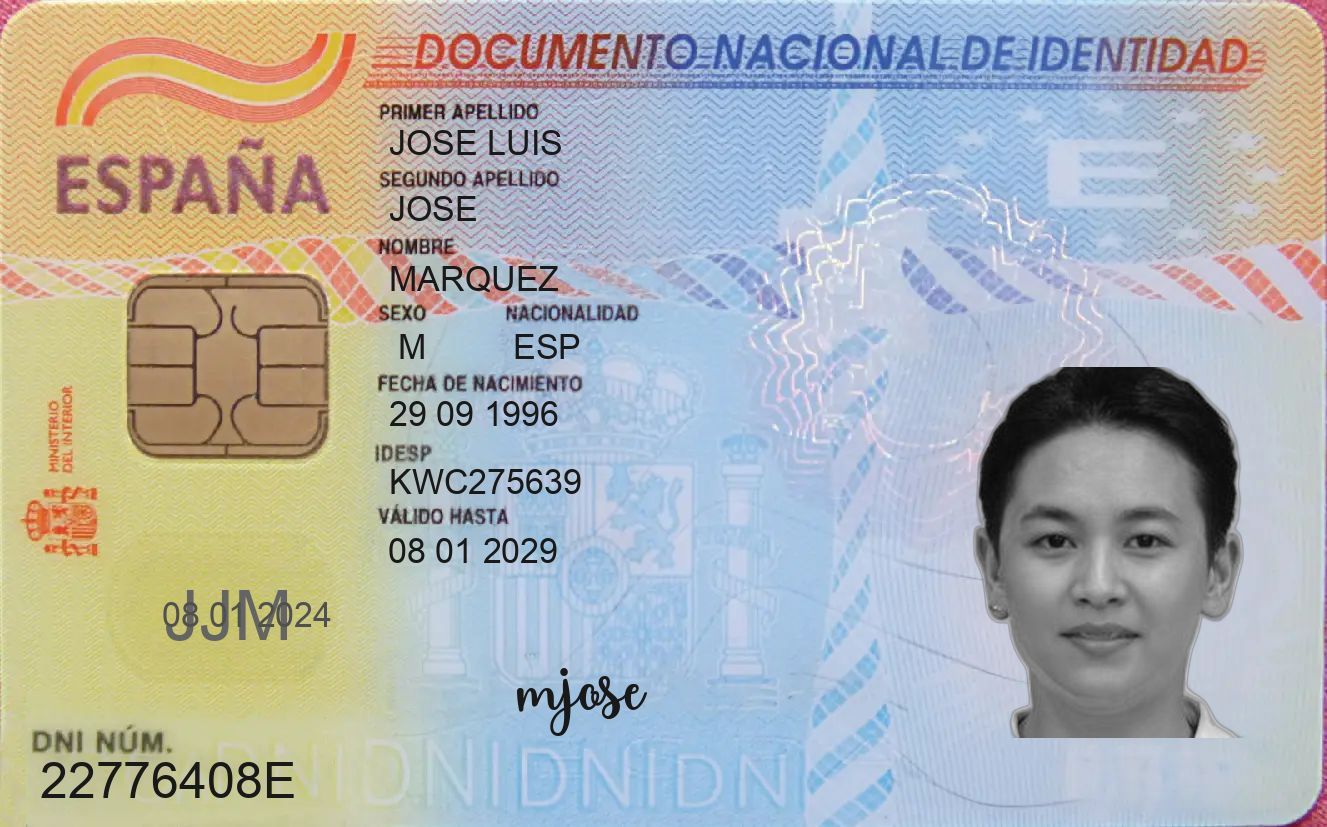 DOCUMENTO NACIONAL DE IDENTIDAD
ESPAÑA
PRIMER APELLIDO
JOSE LUIS
SEGUNDO APELLIDO
JOSE
NOMBRE
MARQUEZ
SEXO NACIONALIDAD
M ESP
FECHA DE NACIMIENTO
29 09 1996
IDESP
KWC275639
VÁLIDO HASTA
08 01 2029
MINISTERIO
DEL INTERIOR
E
08 01 2024
JJM
mjose
DNI NÚM.
22776408E
DNIDNIDNIDNIDN